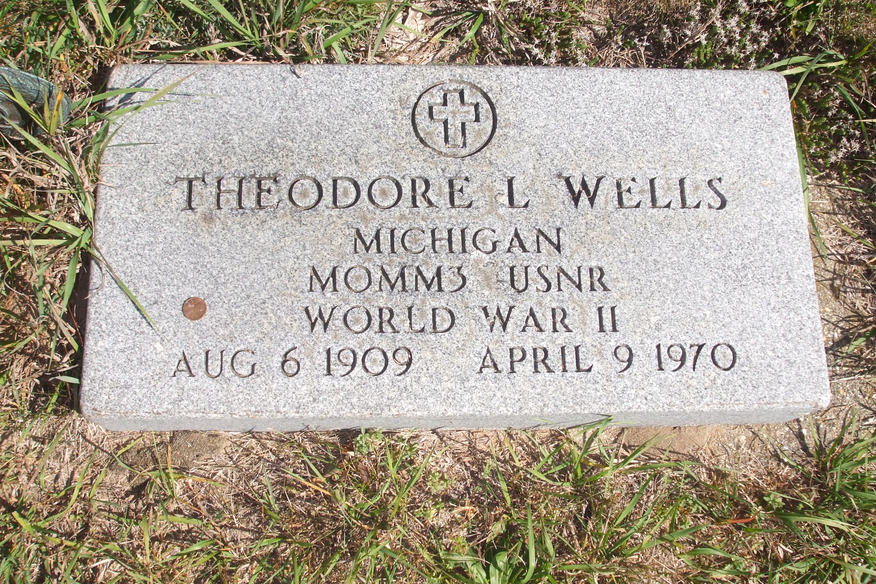 THEODORE L WELLS
MICHIGAN
MOMM3 USNR
WORLD WAR II
AUG 6 1909 APRIL 9 1970